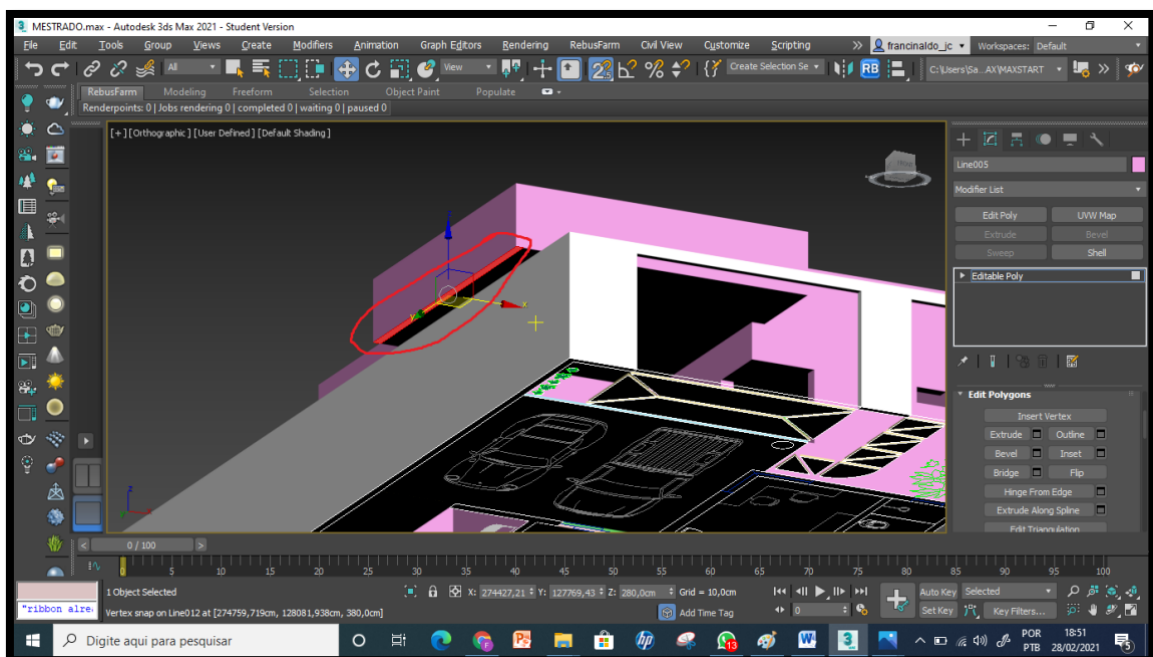 MESTRADO.max - Autodesk 3ds Max 2021 - Student Version
File Edit Tools Group Views Create Modifiers Animation Graph Editors Rendering RebusFarm Civil View Customize Scripting >> francinaldo_jc Workspaces: Default
All View Create Selection Se RB C:\Users\Sa...AX\MAXSTART >>
RebusFarm Modeling Freeform Selection Object Paint Populate
Renderpoints: 0 | Jobs rendering 0 | completed 0 | waiting 0 | paused 0
[+] [Orthographic] [User Defined] [Default Shading]
Line005
Modifier List
Edit Poly UVW Map
Extrude Bevel
Sweep Shell
Editable Poly
z
x
y
Edit Polygons
Insert Vertex
Extrude Outline
Bevel Inset
Bridge Flip
Hinge From Edge
Extrude Along Spline
Edit Triangulation
z
x
y
< 0 / 100 >
0 5 10 15 20 25 30 35 40 45 50 55 60 65 70 75 80 85 90 95 100
1 Object Selected X: 274427,21 Y: 127769,43 Z: 280,0cm Grid = 10,0cm Auto Key Selected
"ribbon alre Vertex snap on Line012 at [274759,719cm, 128081,938cm, 380,0cm] Add Time Tag 0 Set Key Key Filters...
Digite aqui para pesquisar POR 18:51
PTB 28/02/2021